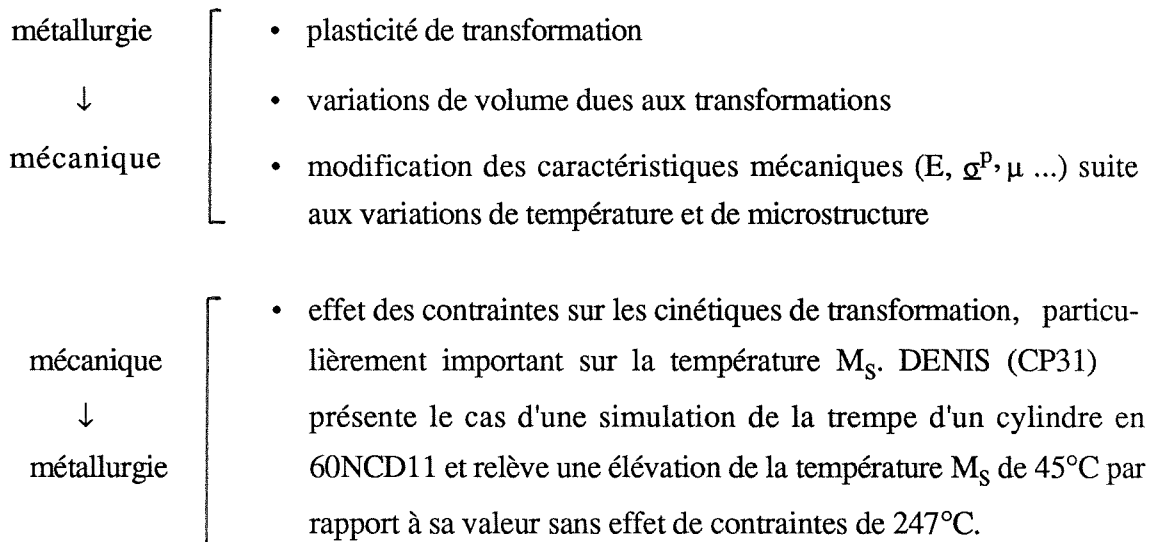 métallurgie
↓
mécanique
• plasticité de transformation
• variations de volume dues aux transformations
• modification des caractéristiques mécaniques (E, σᵖ, μ ...) suite
aux variations de température et de microstructure
mécanique
↓
métallurgie
• effet des contraintes sur les cinétiques de transformation, particu-
lièrement important sur la température Mₛ. DENIS (CP31)
présente le cas d'une simulation de la trempe d'un cylindre en
60NCD11 et relève une élévation de la température Mₛ de 45°C par
rapport à sa valeur sans effet de contraintes de 247°C.